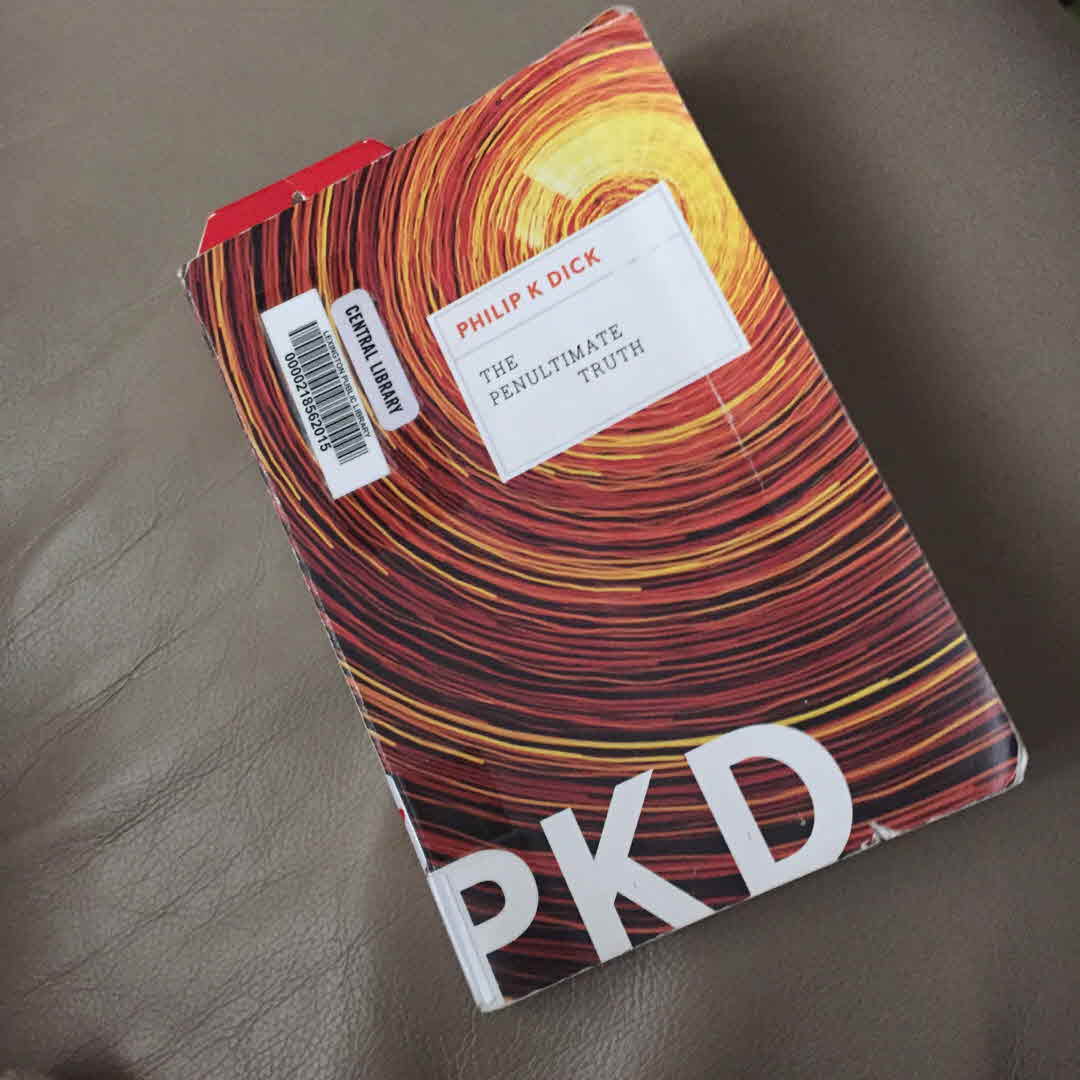 PHILIP K DICK
THE
PENULTIMATE
TRUTH
CENTRAL LIBRARY
LEXINGTON PUBLIC LIBRARY
0000218562015
PKD